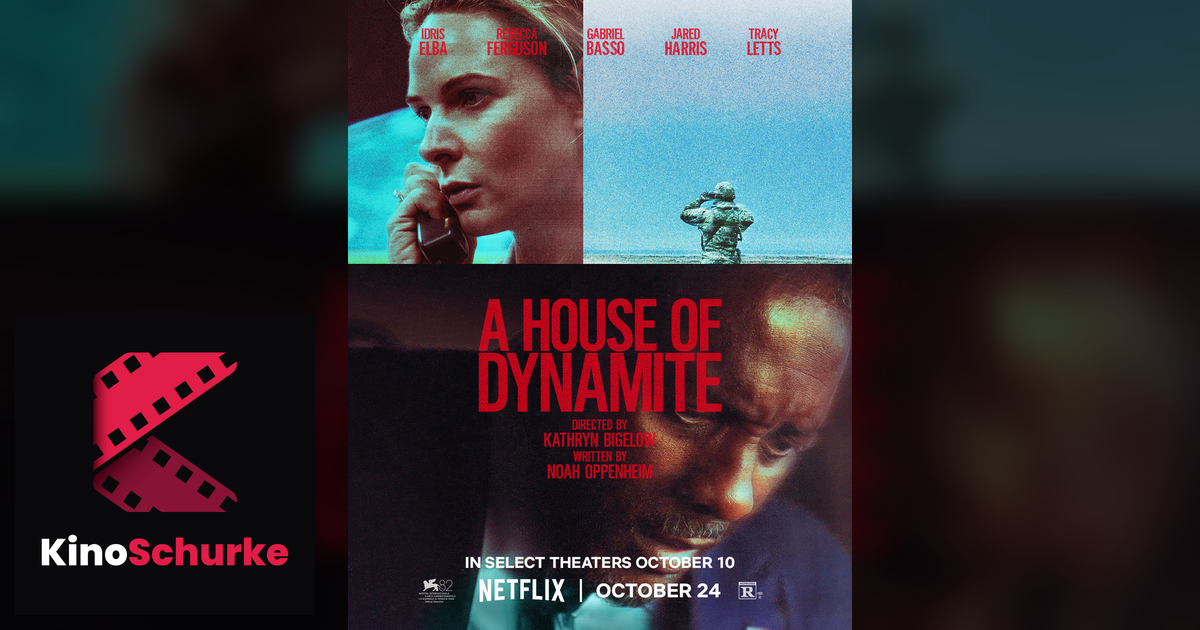 IDRIS
ELBA
REBECCA
FERGUSON
GABRIEL
BASSO
JARED
HARRIS
TRACY
LETTS
A HOUSE OF
DYNAMITE
DIRECTED BY
KATHRYN BIGELOW
WRITTEN BY
NOAH OPPENHEIM
IN SELECT THEATERS OCTOBER 10
82
NETFLIX | OCTOBER 24
R
KinoSchurke